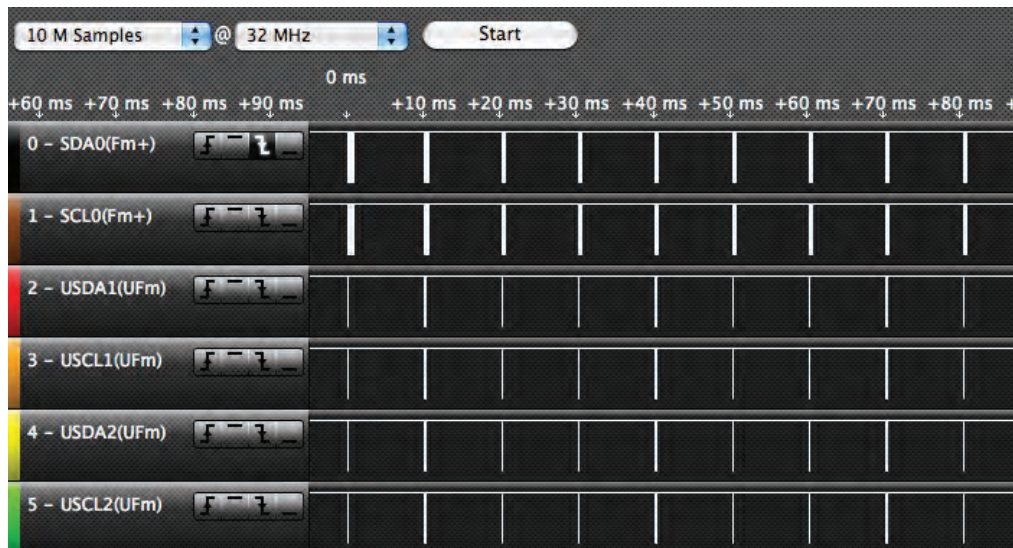 10 M Samples @ 32 MHz Start
0 ms
+60 ms +70 ms +80 ms +90 ms +10 ms +20 ms +30 ms +40 ms +50 ms +60 ms +70 ms +80 ms +
0 - SDA0(Fm+)
1 - SCL0(Fm+)
2 - USDA1(UFm)
3 - USCL1(UFm)
4 - USDA2(UFm)
5 - USCL2(UFm)